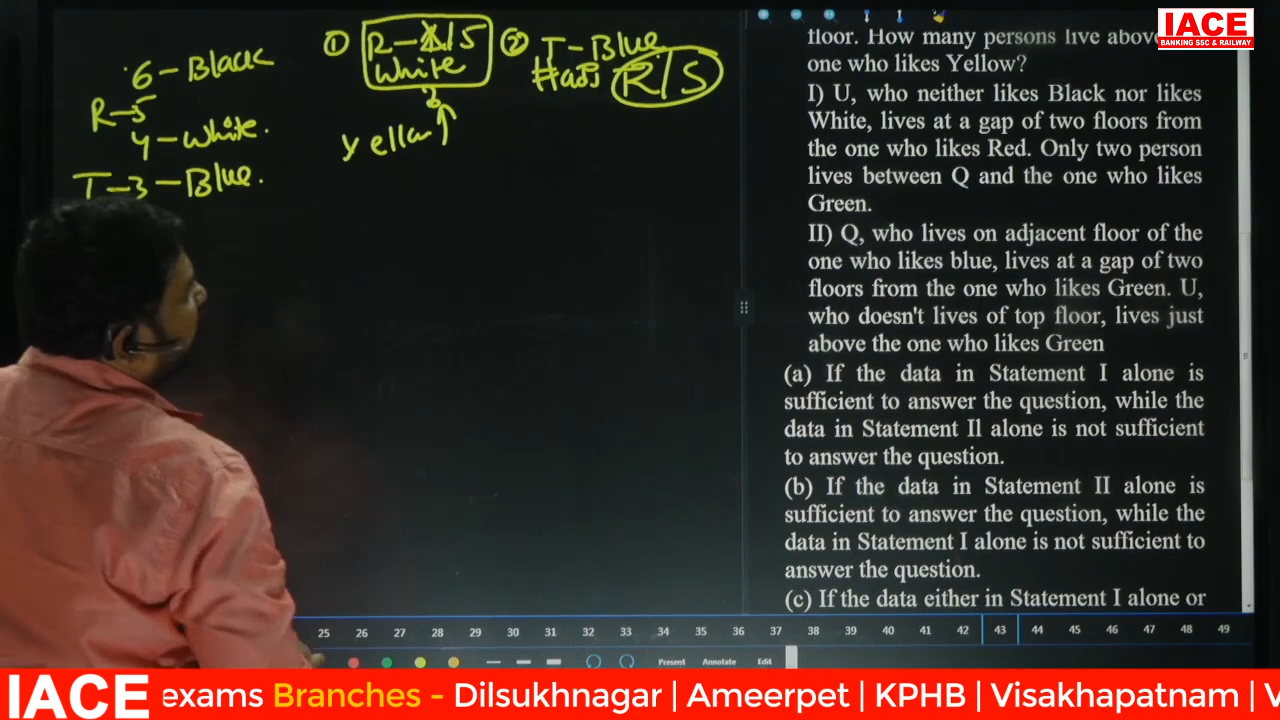 6 - Black
R - 5
4 - White.
T - 3 - Blue.
① R - 5
White
Yellow
② T - Blue
R/S
floor. How many persons live above
one who likes Yellow?
I) U, who neither likes Black nor likes
White, lives at a gap of two floors from
the one who likes Red. Only two person
lives between Q and the one who likes
Green.
II) Q, who lives on adjacent floor of the
one who likes blue, lives at a gap of two
floors from the one who likes Green. U,
who doesn't lives of top floor, lives just
above the one who likes Green
(a) If the data in Statement I alone is
sufficient to answer the question, while the
data in Statement Il alone is not sufficient
to answer the question.
(b) If the data in Statement II alone is
sufficient to answer the question, while the
data in Statement I alone is not sufficient to
answer the question.
(c) If the data either in Statement I alone or
IACE
BANKING SSC & RAILWAY
25 26 27 28 29 30 31 32 33 34 35 36 37 38 39 40 41 42 43 44 45 46 47 48 49
Present Annotate Edit
IACE exams Branches - Dilsukhnagar | Ameerpet | KPHB | Visakhapatnam |